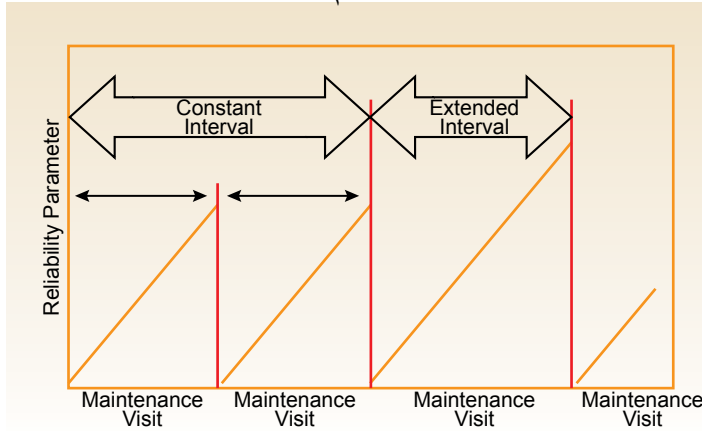 Constant
Interval
Extended
Interval
Reliability Parameter
Maintenance
Visit
Maintenance
Visit
Maintenance
Visit
Maintenance
Visit